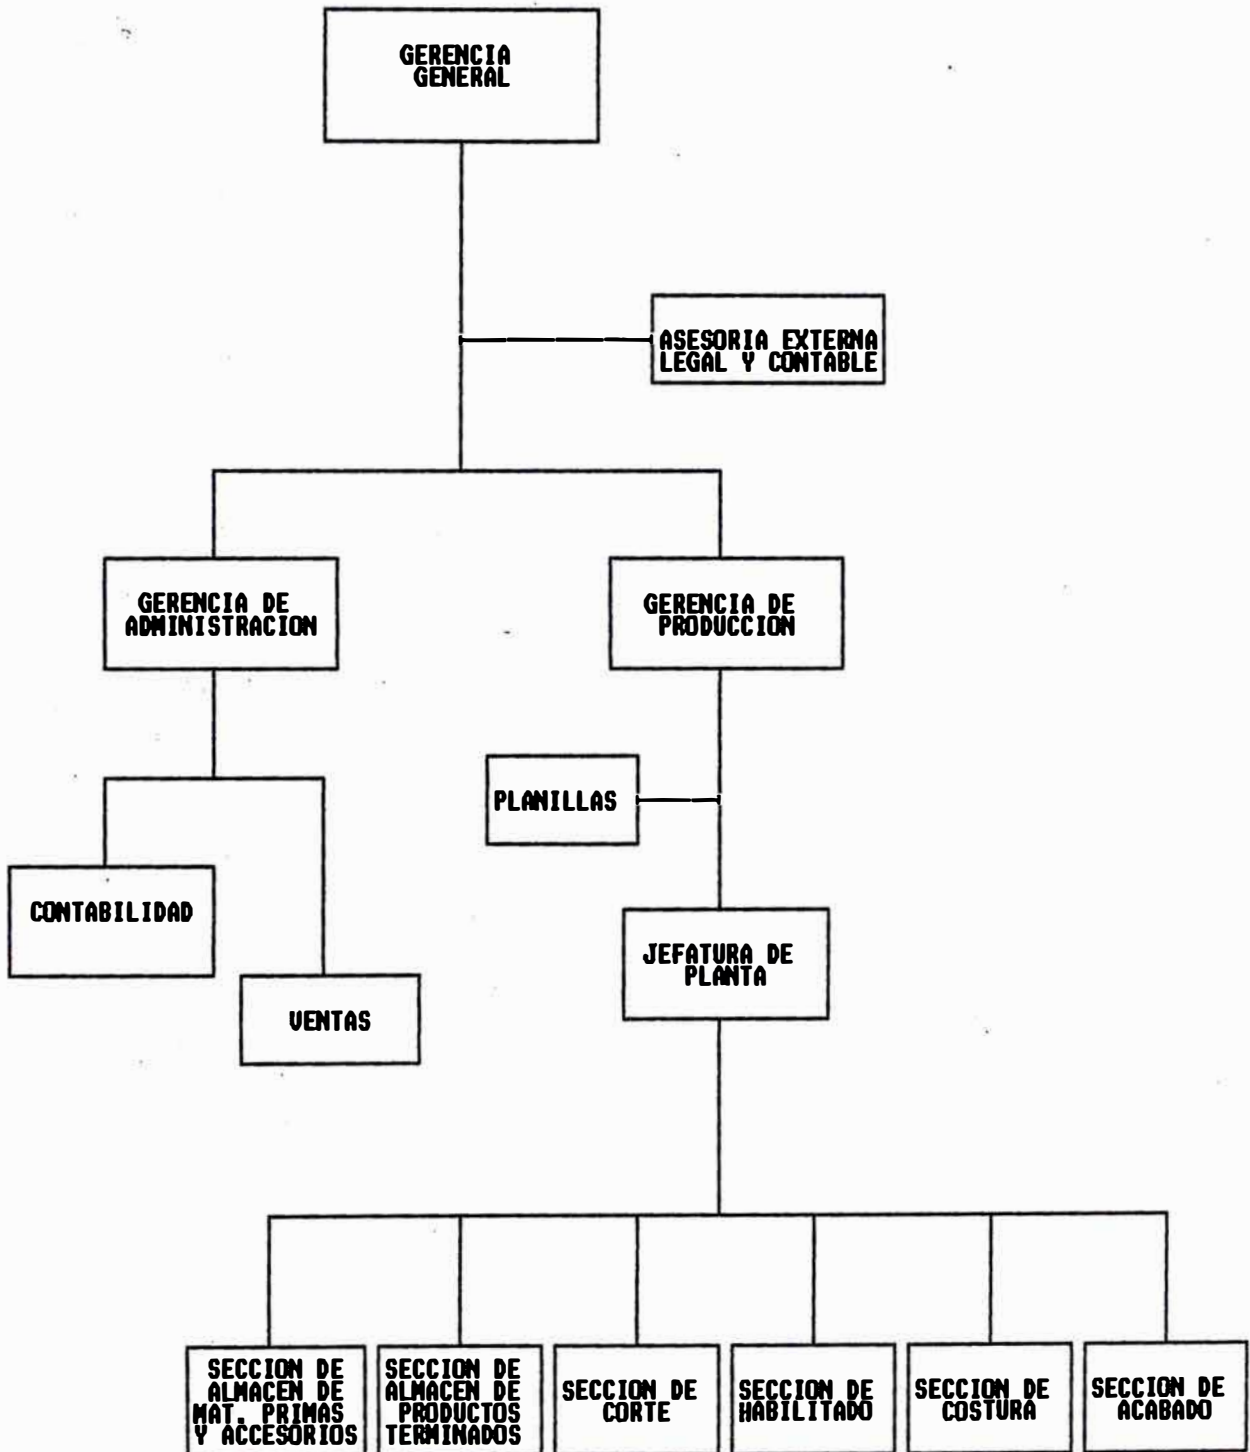 GERENCIA
GENERAL
ASESORIA EXTERNA
LEGAL Y CONTABLE
GERENCIA DE
ADMINISTRACION
GERENCIA DE
PRODUCCION
PLANILLAS
CONTABILIDAD
JEFATURA DE
PLANTA
VENTAS
SECCION DE
ALMACEN DE
MAT. PRIMAS
Y ACCESORIOS
SECCION DE
ALMACEN DE
PRODUCTOS
TERMINADOS
SECCION DE
CORTE
SECCION DE
HABILITADO
SECCION DE
COSTURA
SECCION DE
ACABADO